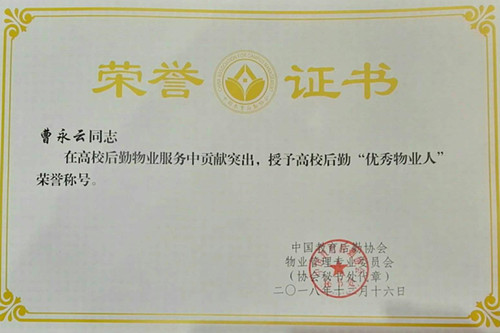 荣誉证书
曹永云同志
在高校后勤物业服务中贡献突出，授予高校后勤“优秀物业人”
荣誉称号。
中国教育后勤协会
物业管理专业委员会
（协会秘书处代章）
二〇一八年十二月十六日